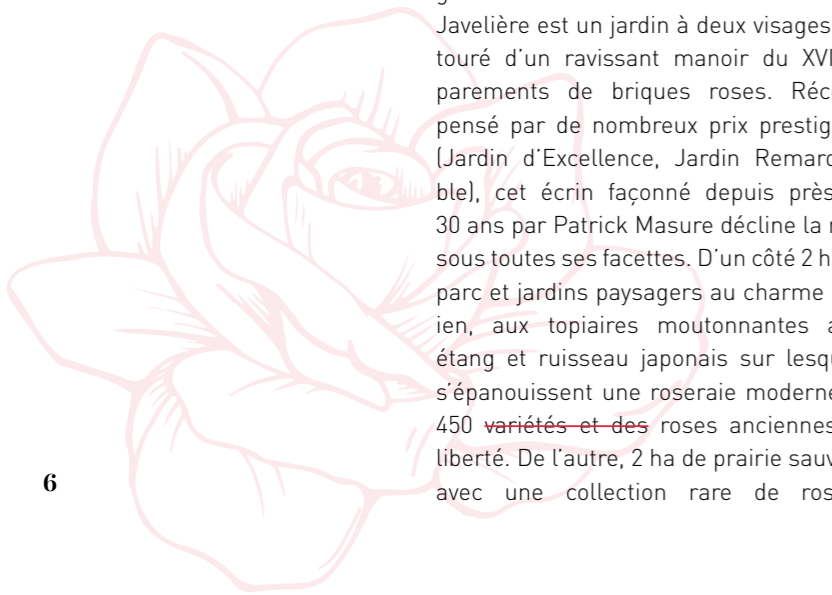 Javelière est un jardin à deux visages
touré d'un ravissant manoir du XVI
parements de briques roses. Réc
pensé par de nombreux prix prestig
(Jardin d'Excellence, Jardin Remarq
ble), cet écrin façonné depuis près
30 ans par Patrick Masure décline la
sous toutes ses facettes. D'un côté 2 h
parc et jardins paysagers au charme
ien, aux topiaires moutonnantes
étang et ruisseau japonais sur lesqu
s'épanouissent une roseraie moderne
450 variétés et des roses anciennes
liberté. De l'autre, 2 ha de prairie sauv
avec une collection rare de ros
6